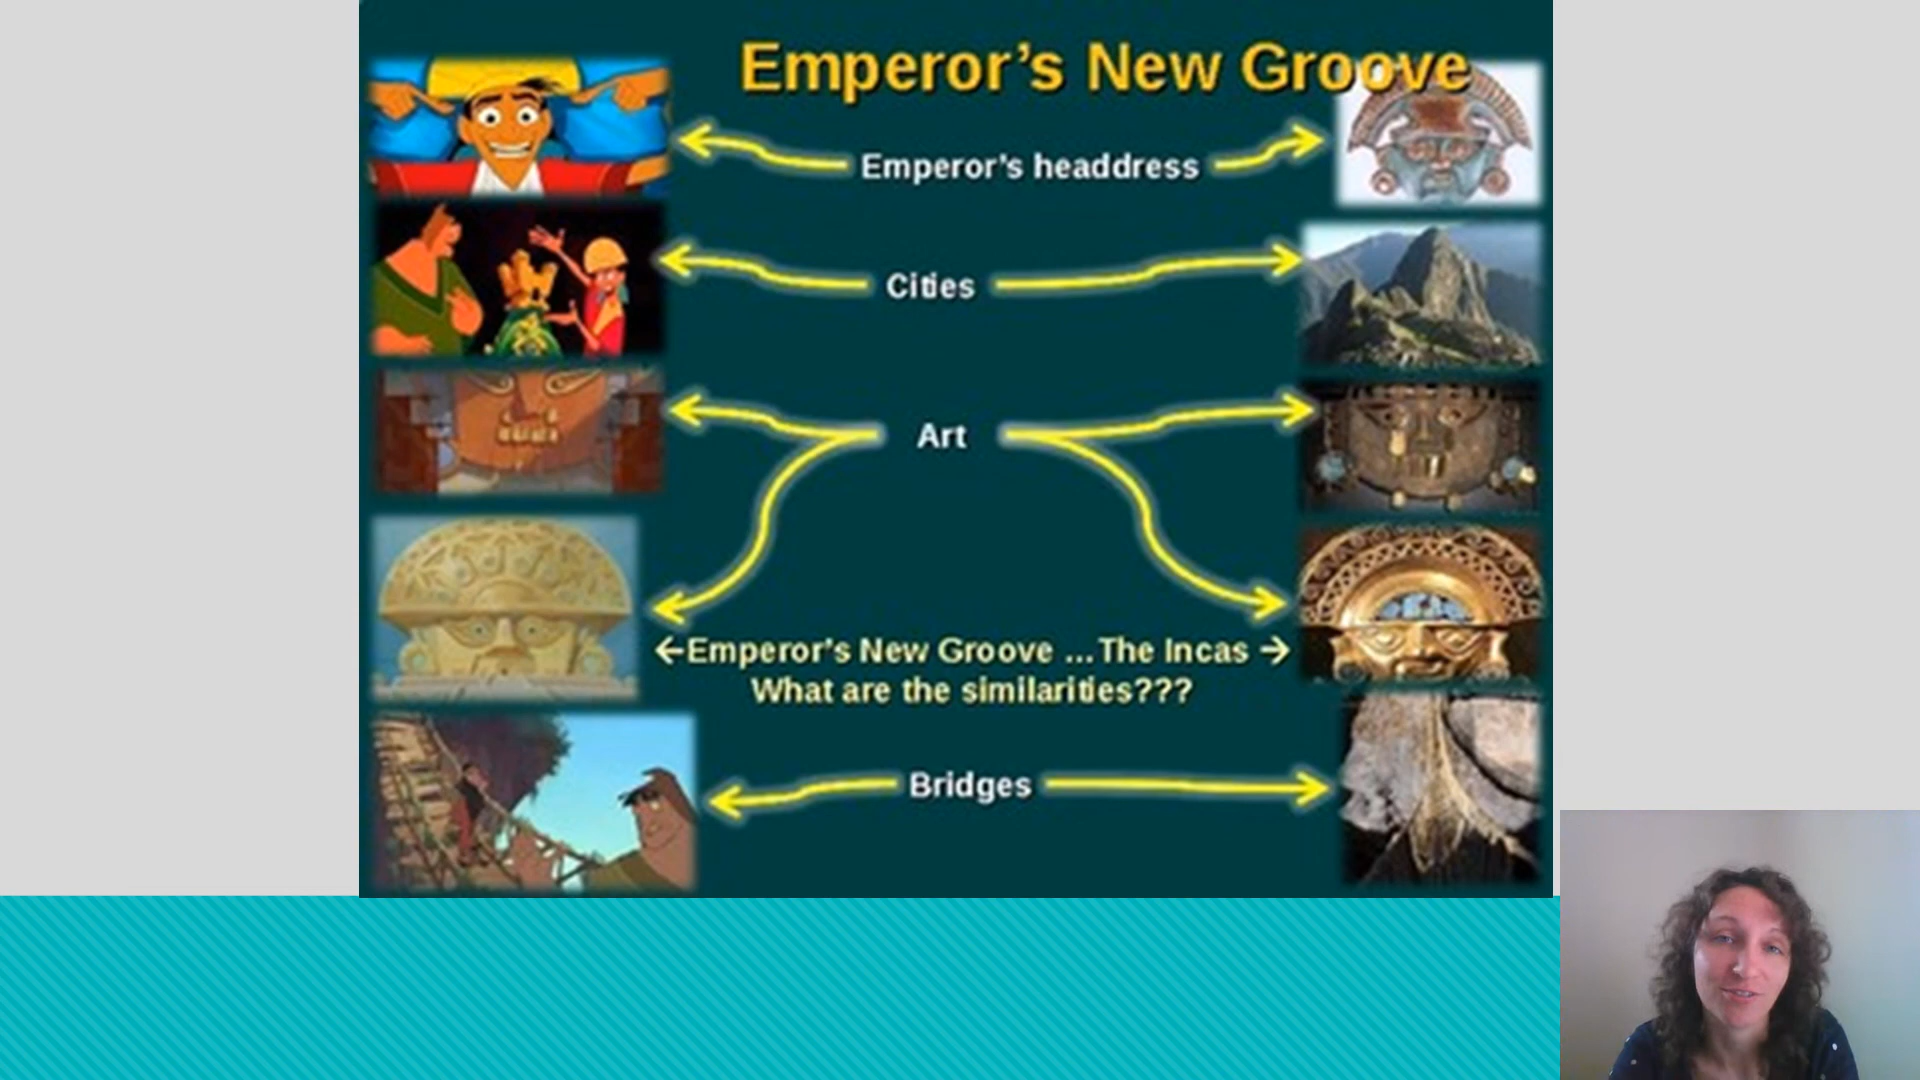 Emperor's New Groove
Emperor's headdress
Cities
Art
←Emperor's New Groove ...The Incas →
What are the similarities???
Bridges